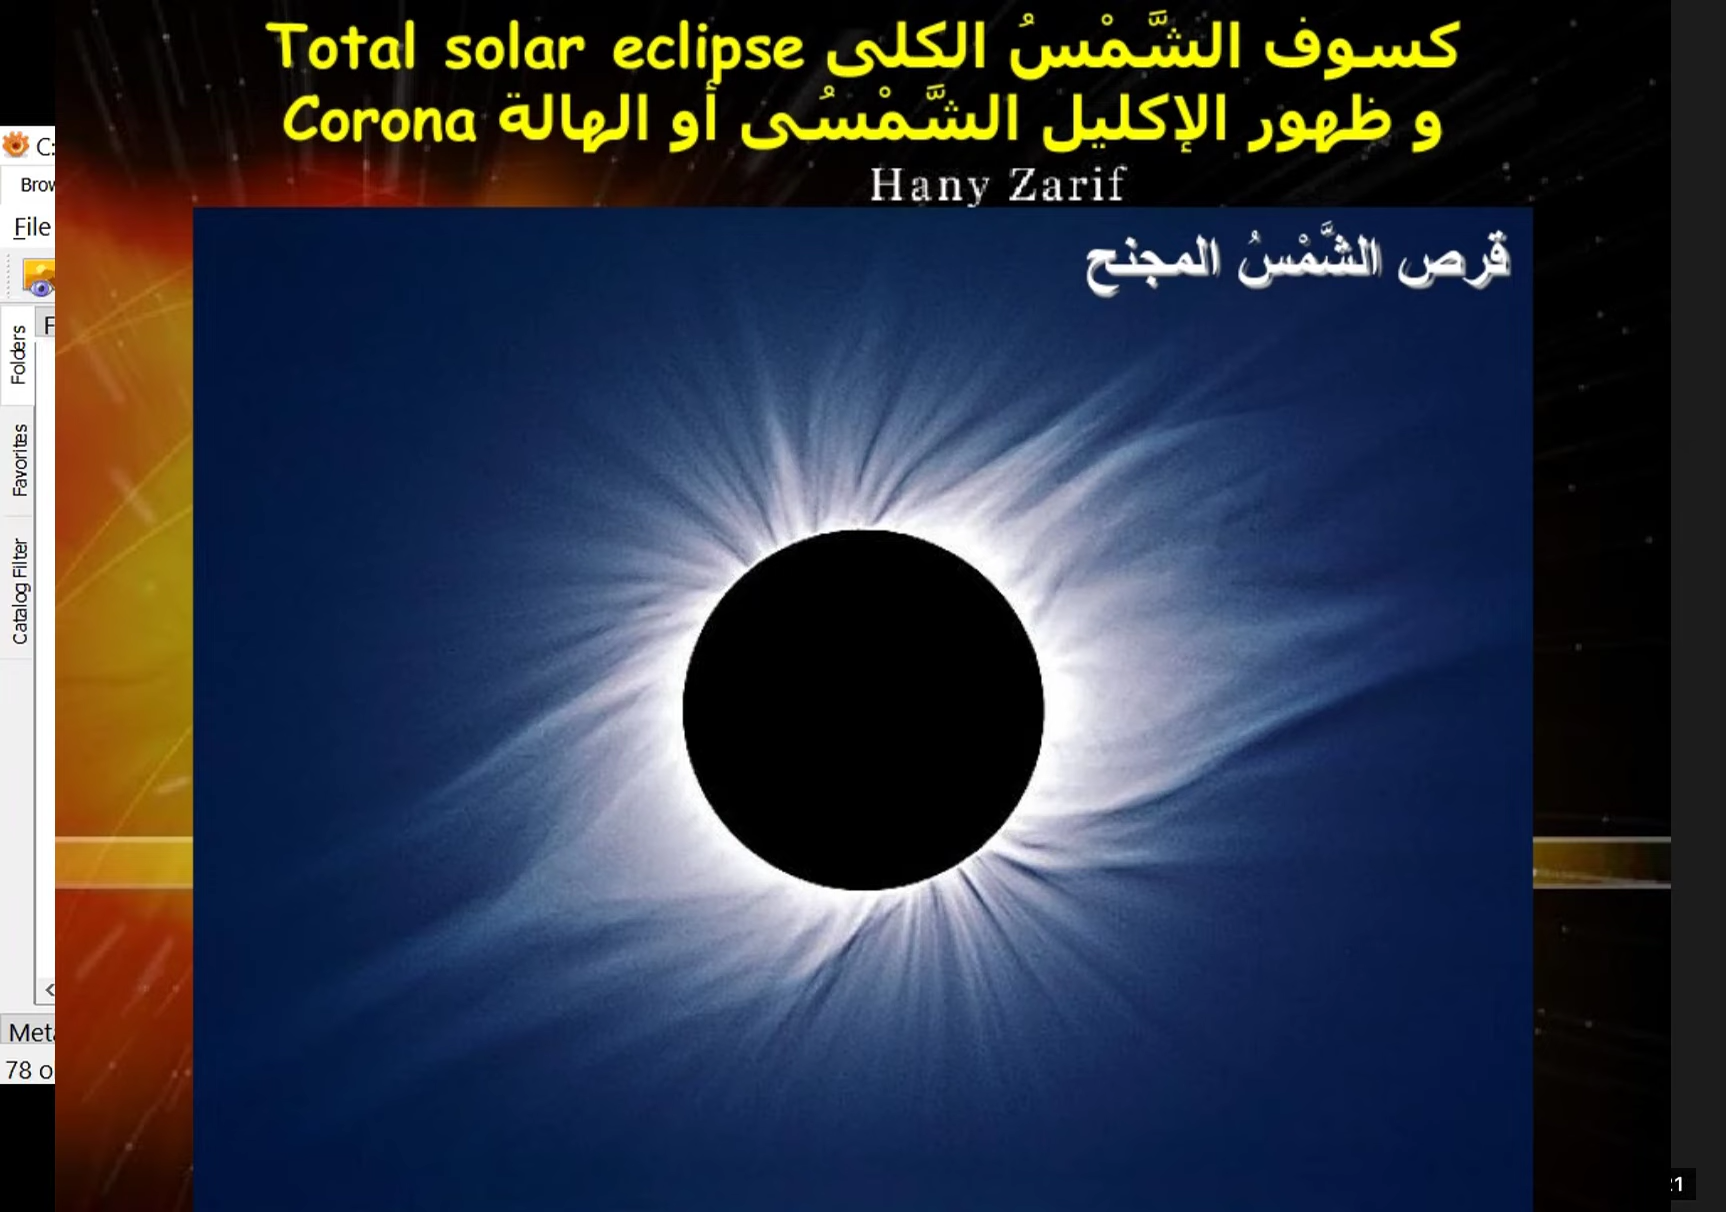 كسوف الشَّمْسُ الكلى Total solar eclipse
و ظهور الإكليل الشَّمْسُى أو الهالة Corona
Hany Zarif
قرص الشَّمْسُ المجنح
C:
File
Folders
Favorites
Catalog Filter
78